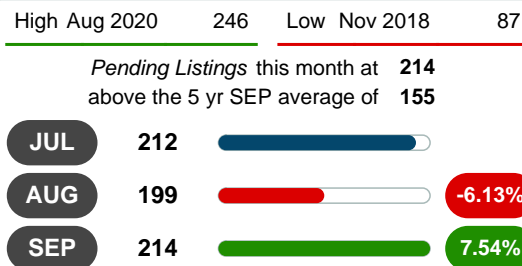 High Aug 2020 246 Low Nov 2018 87
Pending Listings this month at 214
above the 5 yr SEP average of 155
JUL 212
AUG 199 -6.13%
SEP 214 7.54%